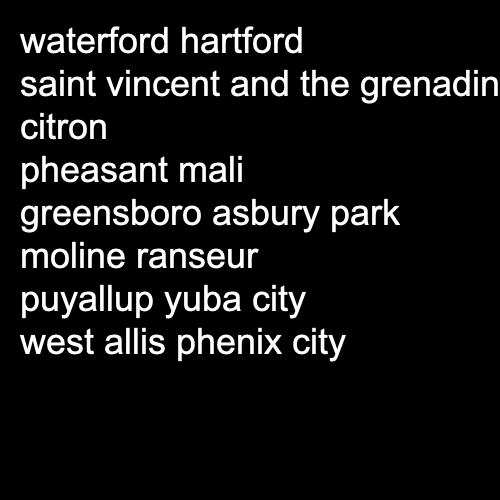 waterford hartford
saint vincent and the grenadin
citron
pheasant mali
greensboro asbury park
moline ranseur
puyallup yuba city
west allis phenix city